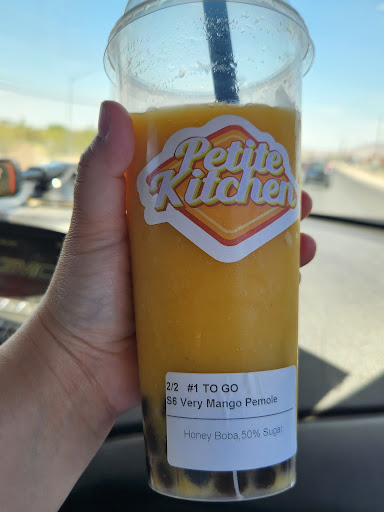 Petite
Kitchen
2/2 #1 TO GO
S6 Very Mango Pemole
Honey Boba,50% Sugar